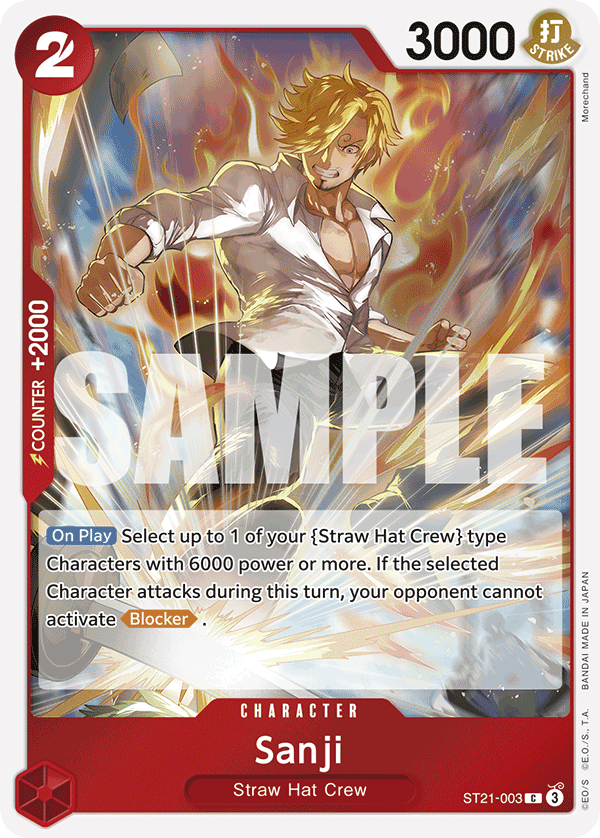 2
3000
打
STRIKE
Morechand
COUNTER +2000
SAMPLE
On Play Select up to 1 of your {Straw Hat Crew} type
Characters with 6000 power or more. If the selected
Character attacks during this turn, your opponent cannot
activate Blocker .
CHARACTER
Sanji
Straw Hat Crew
ST21-003 C 3
©EO/S ©E.O./S., T.A. BANDAI MADE IN JAPAN